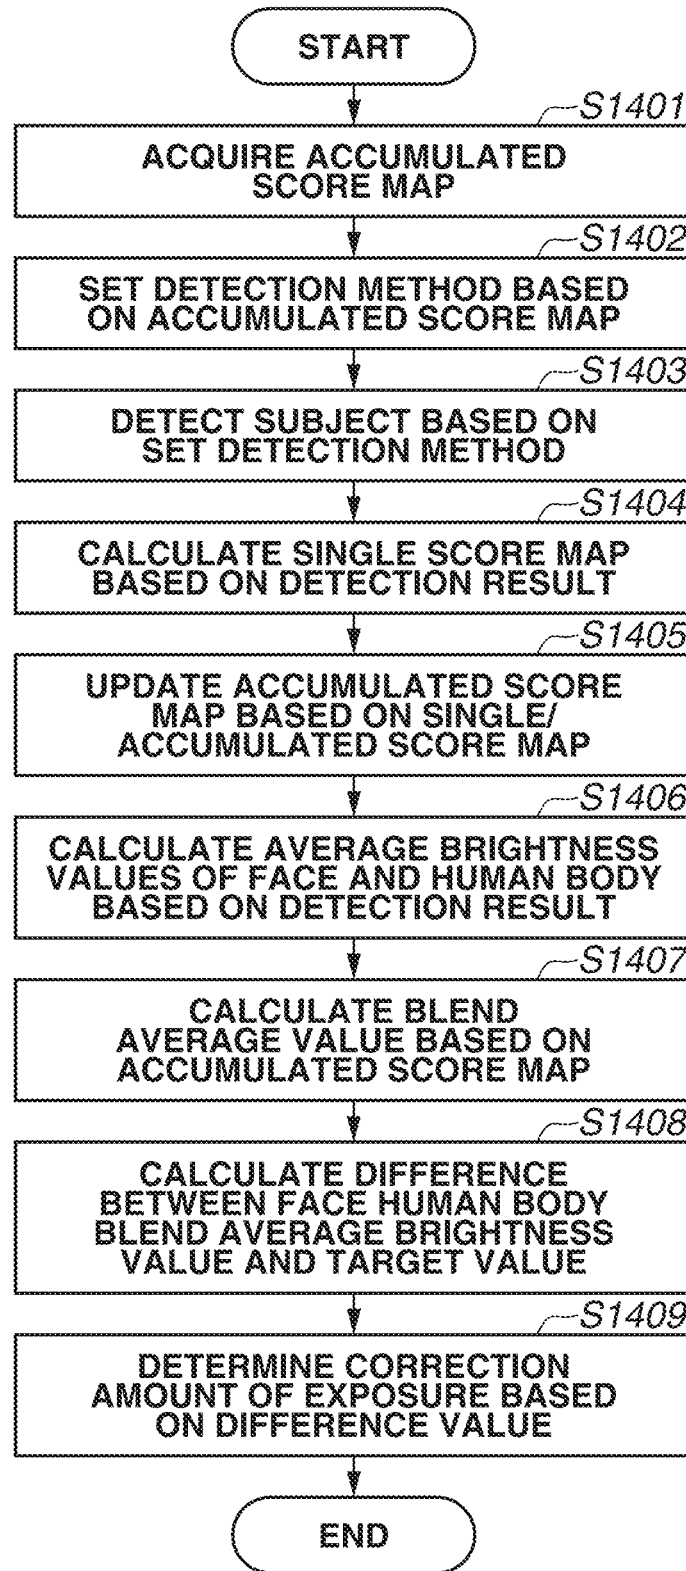 START
S1401
ACQUIRE ACCUMULATED
SCORE MAP
S1402
SET DETECTION METHOD BASED
ON ACCUMULATED SCORE MAP
S1403
DETECT SUBJECT BASED ON
SET DETECTION METHOD
S1404
CALCULATE SINGLE SCORE MAP
BASED ON DETECTION RESULT
S1405
UPDATE ACCUMULATED SCORE
MAP BASED ON SINGLE/
ACCUMULATED SCORE MAP
S1406
CALCULATE AVERAGE BRIGHTNESS
VALUES OF FACE AND HUMAN BODY
BASED ON DETECTION RESULT
S1407
CALCULATE BLEND
AVERAGE VALUE BASED ON
ACCUMULATED SCORE MAP
S1408
CALCULATE DIFFERENCE
BETWEEN FACE HUMAN BODY
BLEND AVERAGE BRIGHTNESS
VALUE AND TARGET VALUE
S1409
DETERMINE CORRECTION
AMOUNT OF EXPOSURE BASED
ON DIFFERENCE VALUE
END